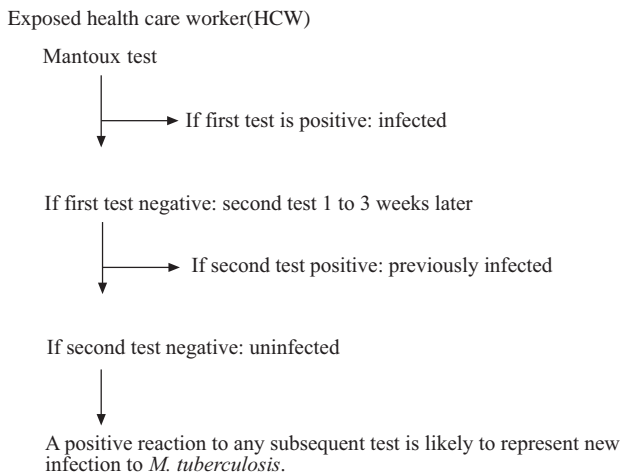 Exposed health care worker(HCW)
Mantoux test
If first test is positive: infected
If first test negative: second test 1 to 3 weeks later
If second test positive: previously infected
If second test negative: uninfected
A positive reaction to any subsequent test is likely to represent new
infection to M. tuberculosis.